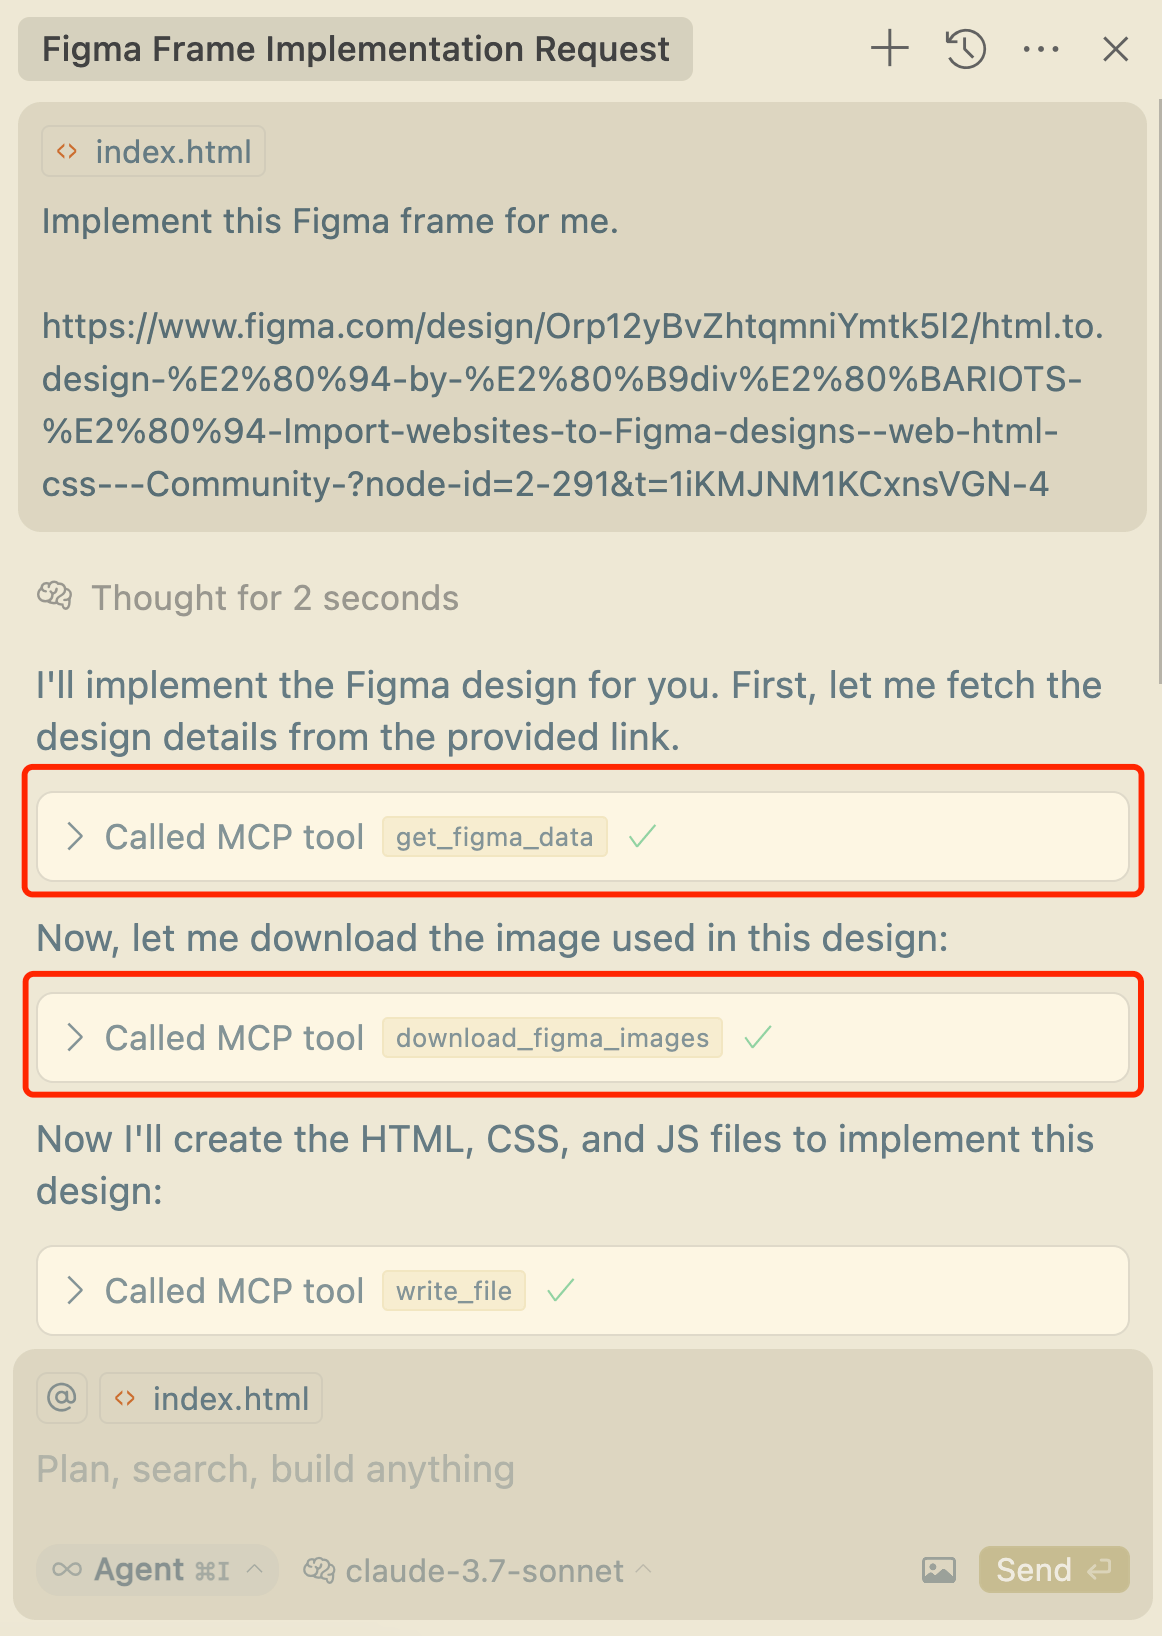 Figma Frame Implementation Request
index.html
Implement this Figma frame for me.
https://www.figma.com/design/Orp12yBvZhtqmniYmtk5l2/html.to.
design-%E2%80%94-by-%E2%80%B9div%E2%80%BARIOTS-
%E2%80%94-Import-websites-to-Figma-designs--web-html-
css---Community-?node-id=2-291&t=1iKMJNM1KCxnsVGN-4
Thought for 2 seconds
I'll implement the Figma design for you. First, let me fetch the
design details from the provided link.
Called MCP tool get_figma_data
Now, let me download the image used in this design:
Called MCP tool download_figma_images
Now I'll create the HTML, CSS, and JS files to implement this
design:
Called MCP tool write_file
@ index.html
Plan, search, build anything
Agent ⌘I claude-3.7-sonnet Send